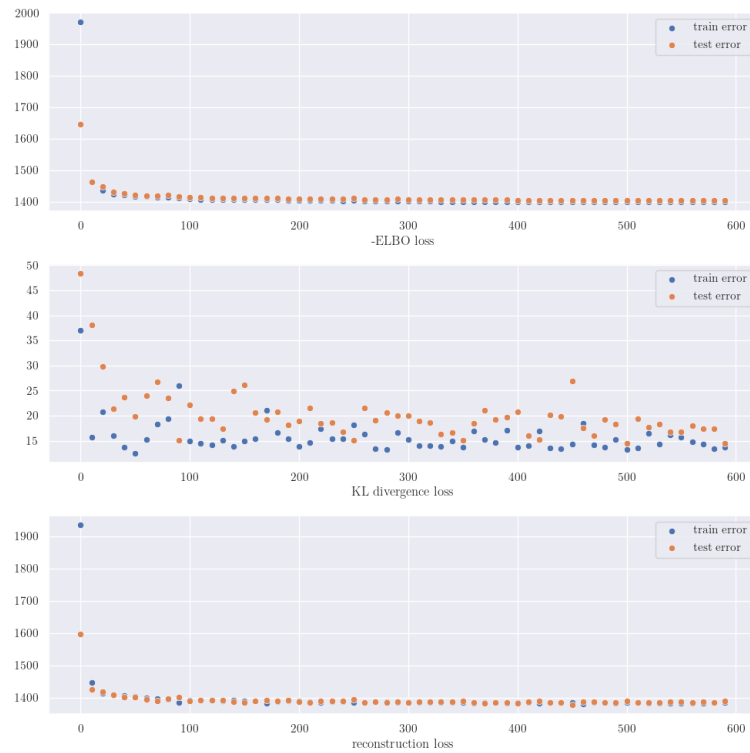 2000
1900
1800
1700
1600
1500
1400
train error
test error
0 100 200 300 400 500 600
-ELBO loss
50
45
40
35
30
25
20
15
train error
test error
0 100 200 300 400 500 600
KL divergence loss
1900
1800
1700
1600
1500
1400
train error
test error
0 100 200 300 400 500 600
reconstruction loss